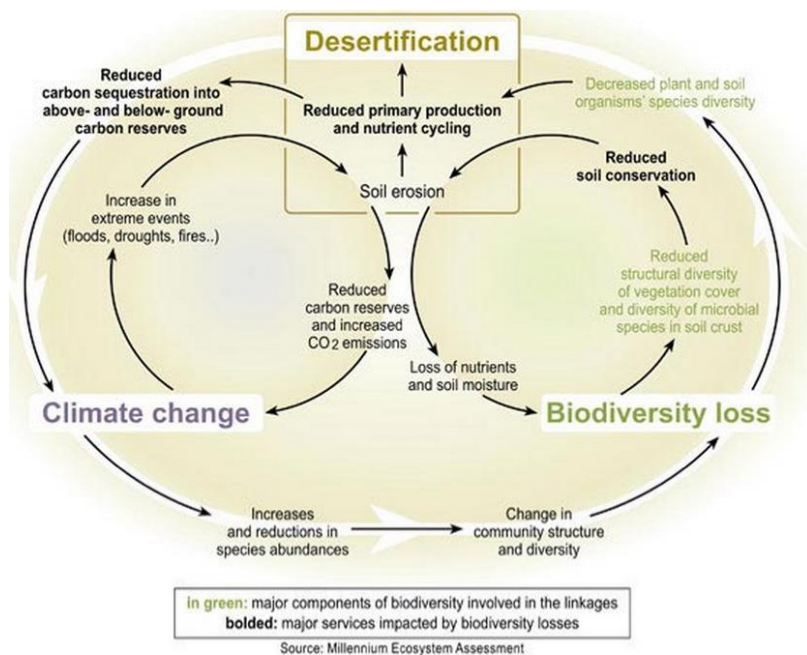 Desertification
Reduced
carbon sequestration into
above- and below- ground
carbon reserves
Reduced primary production
and nutrient cycling
Decreased plant and soil
organisms' species diversity
Soil erosion
Reduced
soil conservation
Increase in
extreme events
(floods, droughts, fires..)
Reduced
structural diversity
of vegetation cover
and diversity of microbial
species in soil crust
Reduced
carbon reserves
and increased
CO2 emissions
Loss of nutrients
and soil moisture
Climate change
Biodiversity loss
Increases
and reductions in
species abundances
Change in
community structure
and diversity
in green: major components of biodiversity involved in the linkages
bolded: major services impacted by biodiversity losses
Source: Millennium Ecosystem Assessment